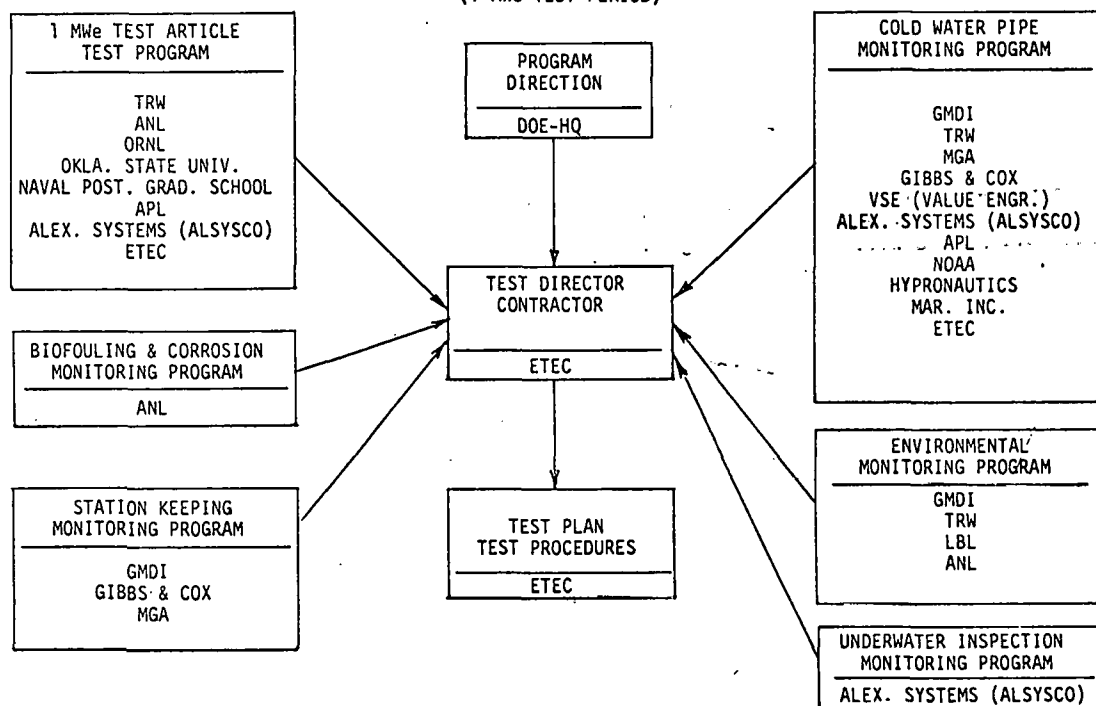 1 MWe TEST ARTICLE
TEST PROGRAM
TRW
ANL
ORNL
OKLA. STATE UNIV.
NAVAL POST. GRAD. SCHOOL
APL
ALEX. SYSTEMS (ALSYSCO)
ETEC
BIOFOULING & CORROSION
MONITORING PROGRAM
ANL
STATION KEEPING
MONITORING PROGRAM
GMDI
GIBBS & COX
MGA
PROGRAM
DIRECTION
DOE-HQ
TEST DIRECTOR
CONTRACTOR
ETEC
TEST PLAN
TEST PROCEDURES
ETEC
COLD WATER PIPE
MONITORING PROGRAM
GMDI
TRW
MGA
GIBBS & COX
VSE (VALUE ENGR.)
ALEX. SYSTEMS (ALSYSCO)
APL
NOAA
HYPRONAUTICS
MAR. INC.
ETEC
ENVIRONMENTAL
MONITORING PROGRAM
GMDI
TRW
LBL
ANL
UNDERWATER INSPECTION
MONITORING PROGRAM
ALEX. SYSTEMS (ALSYSCO)